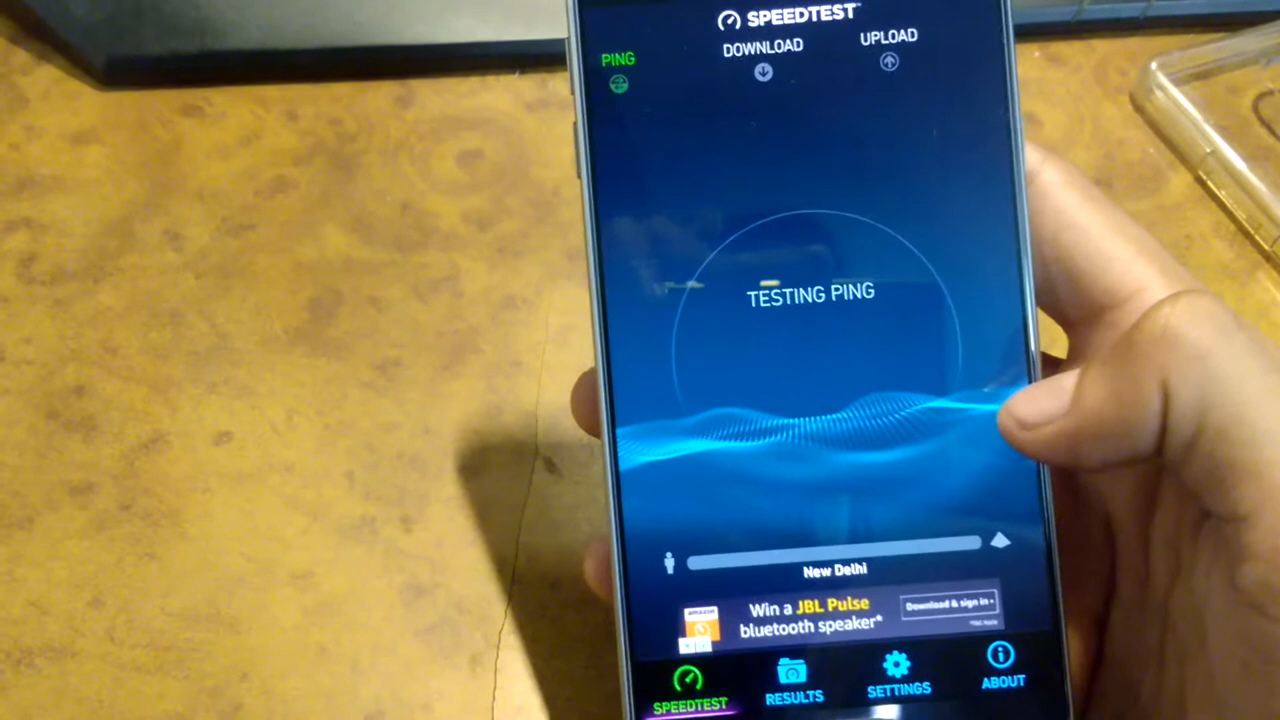 SPEEDTEST
PING
DOWNLOAD
UPLOAD
TESTING PING
New Delhi
amazon
Win a JBL Pulse
bluetooth speaker*
Download & sign in
SPEEDTEST
RESULTS
SETTINGS
ABOUT